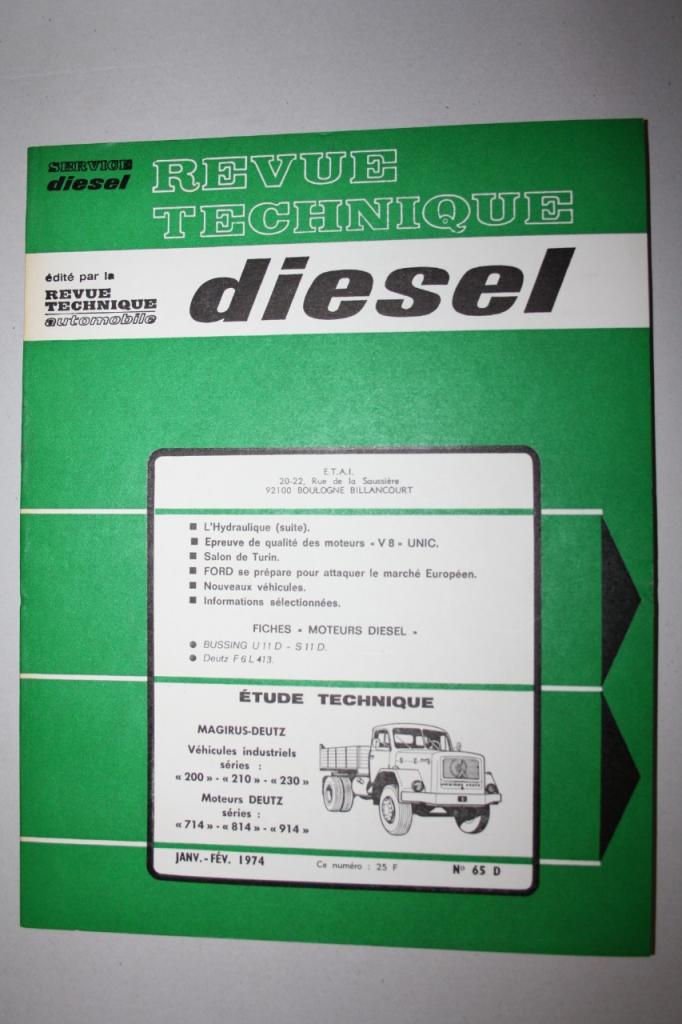 SERVICE
diesel
REVUE
TECHNIQUE
édité par la
REVUE
TECHNIQUE
automobile
diesel
E.T.A.I.
20-22, Rue de la Saussière
92100 BOULOGNE BILLANCOURT
■ L'Hydraulique (suite).
■ Epreuve de qualité des moteurs « V 8 » UNIC.
■ Salon de Turin.
■ FORD se prépare pour attaquer le marché Européen.
■ Nouveaux véhicules.
■ Informations sélectionnées.
FICHES « MOTEURS DIESEL »
● BUSSING U 11 D - S 11 D.
● Deutz F 6 L 413.
ÉTUDE TECHNIQUE
MAGIRUS-DEUTZ
Véhicules industriels
séries :
« 200 » - « 210 » - « 230 »
Moteurs DEUTZ
séries :
« 714 » - « 814 » - « 914 »
JANV.-FÉV. 1974
Ce numéro : 25 F
N° 65 D